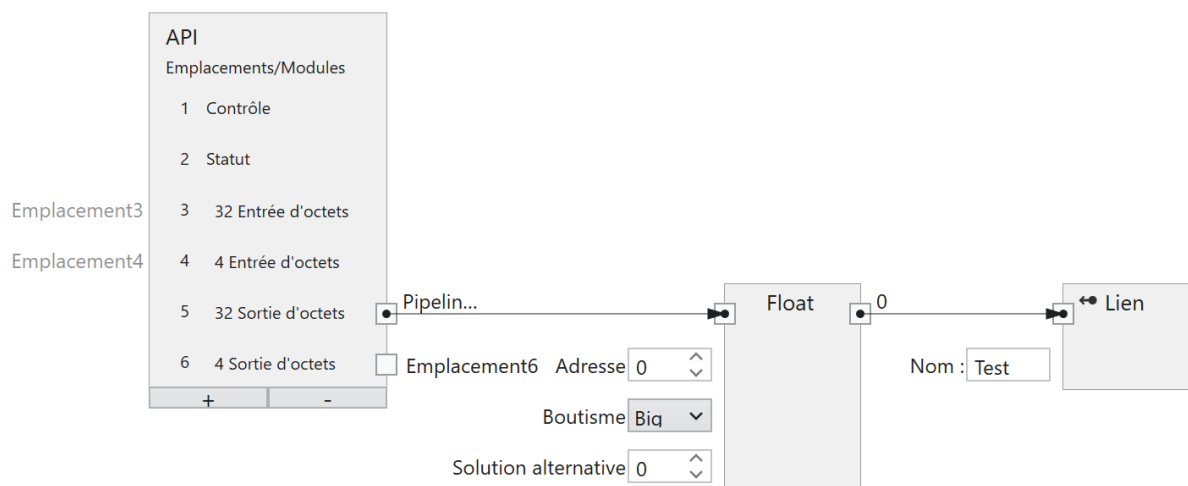 API
Emplacements/Modules
1 Contrôle
2 Statut
Emplacement3 3 32 Entrée d'octets
Emplacement4 4 4 Entrée d'octets
5 32 Sortie d'octets Pipelin... Float 0 Lien
6 4 Sortie d'octets Emplacement6 Adresse 0 Nom : Test
+ -
Boutisme Big
Solution alternative 0